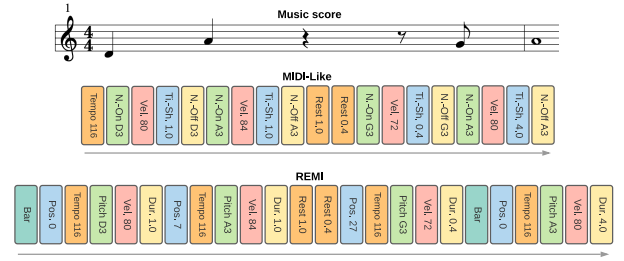 1
Music score
4
4
MIDI-Like
Tempo 116 N.-On D3 Vel. 80 Ti.-Sh. 1.0 N.-Off D3 N.-On A3 Vel. 84 Ti.-Sh. 1.0 N.-Off A3 Rest 1.0 Rest 0.4 N.-On G3 Vel. 72 Ti.-Sh. 0.4 N.-Off G3 N.-On A3 Vel. 80 Ti.-Sh. 4.0 N.-Off A3
REMI
Bar Pos. 0 Tempo 116 Pitch D3 Vel. 80 Dur. 1.0 Pos. 7 Tempo 116 Pitch A3 Vel. 84 Dur. 1.0 Rest 1.0 Rest 0.4 Pos. 27 Tempo 116 Pitch G3 Vel. 72 Dur. 0.4 Bar Pos. 0 Tempo 116 Pitch A3 Vel. 80 Dur. 4.0